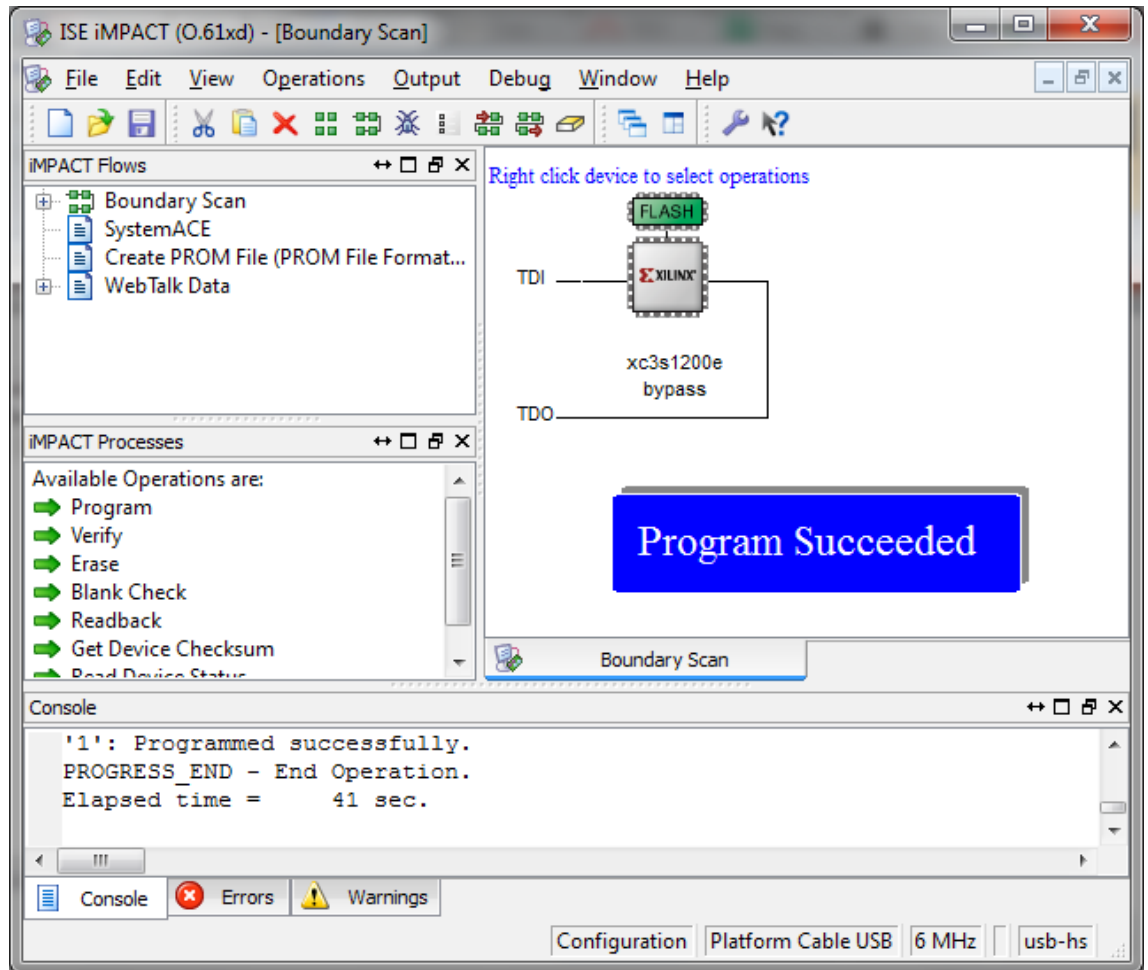 ISE iMPACT (O.61xd) - [Boundary Scan]
File Edit View Operations Output Debug Window Help
iMPACT Flows
Boundary Scan
SystemACE
Create PROM File (PROM File Format...
WebTalk Data
Right click device to select operations
FLASH
TDI
XILINX
xc3s1200e
bypass
TDO
iMPACT Processes
Available Operations are:
Program
Verify
Erase
Blank Check
Readback
Get Device Checksum
Read Device Status
Program Succeeded
Boundary Scan
Console
'1': Programmed successfully.
PROGRESS_END - End Operation.
Elapsed time =     41 sec.
Console Errors Warnings
Configuration Platform Cable USB 6 MHz usb-hs